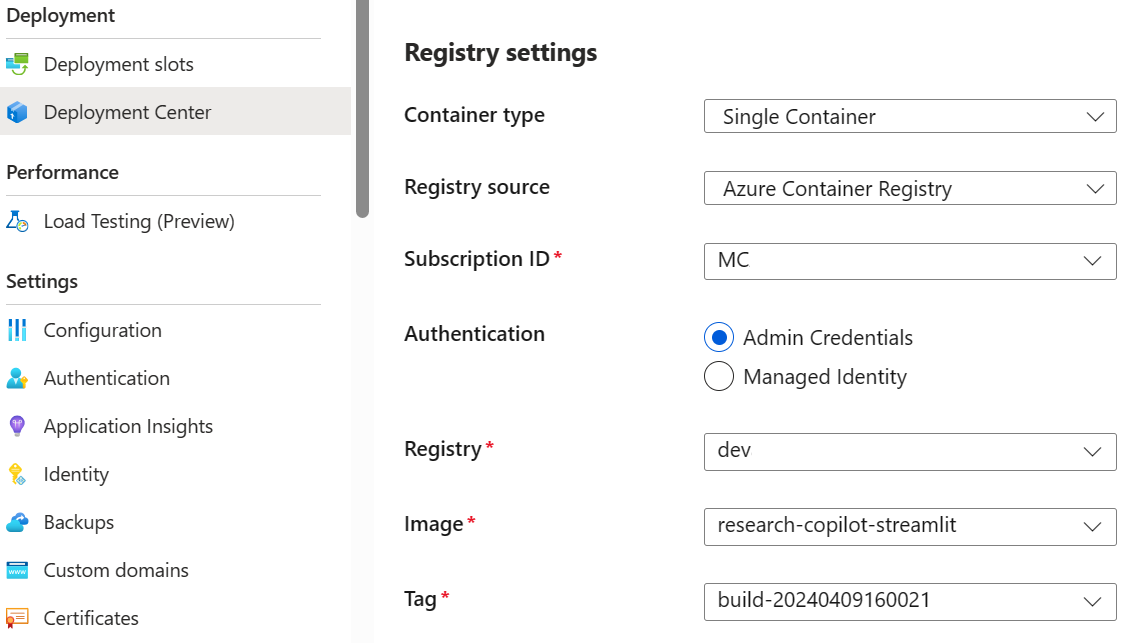 Deployment
Deployment slots
Deployment Center
Performance
Load Testing (Preview)
Settings
Configuration
Authentication
Application Insights
Identity
Backups
Custom domains
Certificates
Registry settings
Container type
Single Container
Registry source
Azure Container Registry
Subscription ID *
MC
Authentication
Admin Credentials
Managed Identity
Registry *
dev
Image *
research-copilot-streamlit
Tag *
build-20240409160021